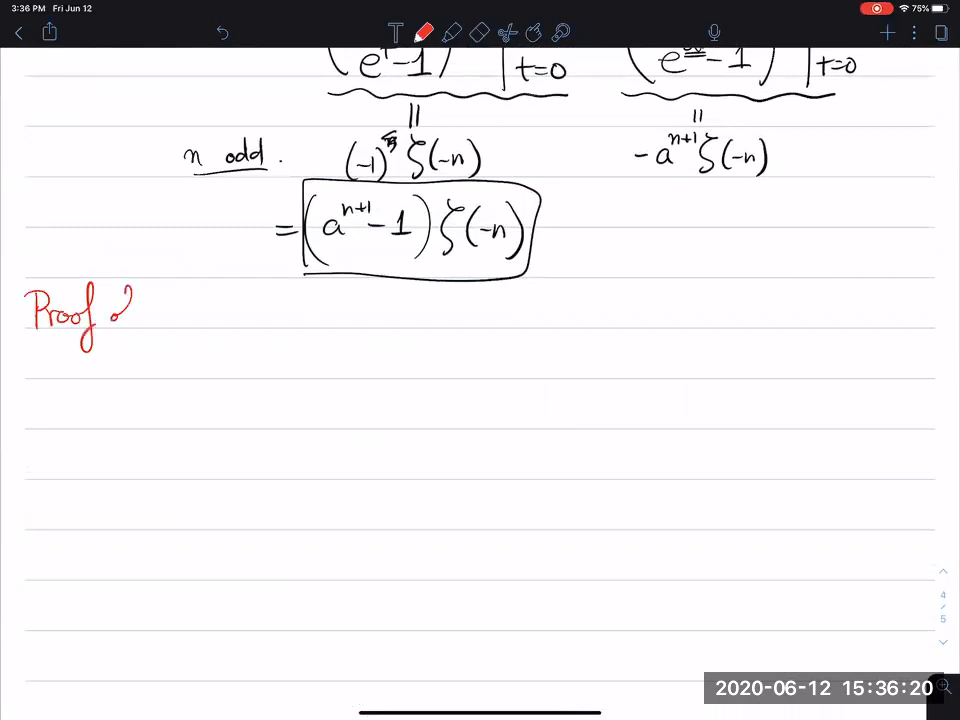 3:36 PM Fri Jun 12 75%
T
(e^t - 1) | t=0 (e^{at} - 1) | t=0
|| ||
n odd. (-1)^n ζ(-n) - a^{n+1} ζ(-n)
= (a^{n+1} - 1) ζ(-n)
Proof 2
4
/
5
2020-06-12 15:36:20